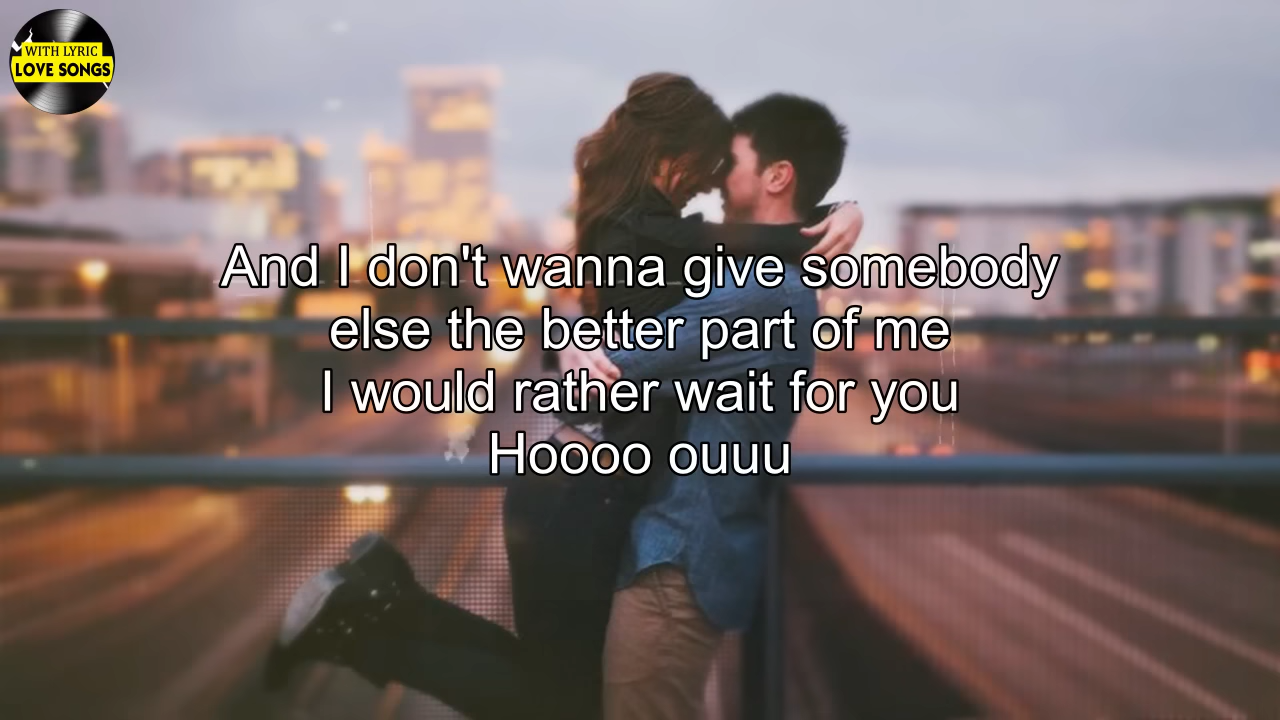 WITH LYRIC
LOVE SONGS
And I don't wanna give somebody
else the better part of me
I would rather wait for you
Hoooo ouuu